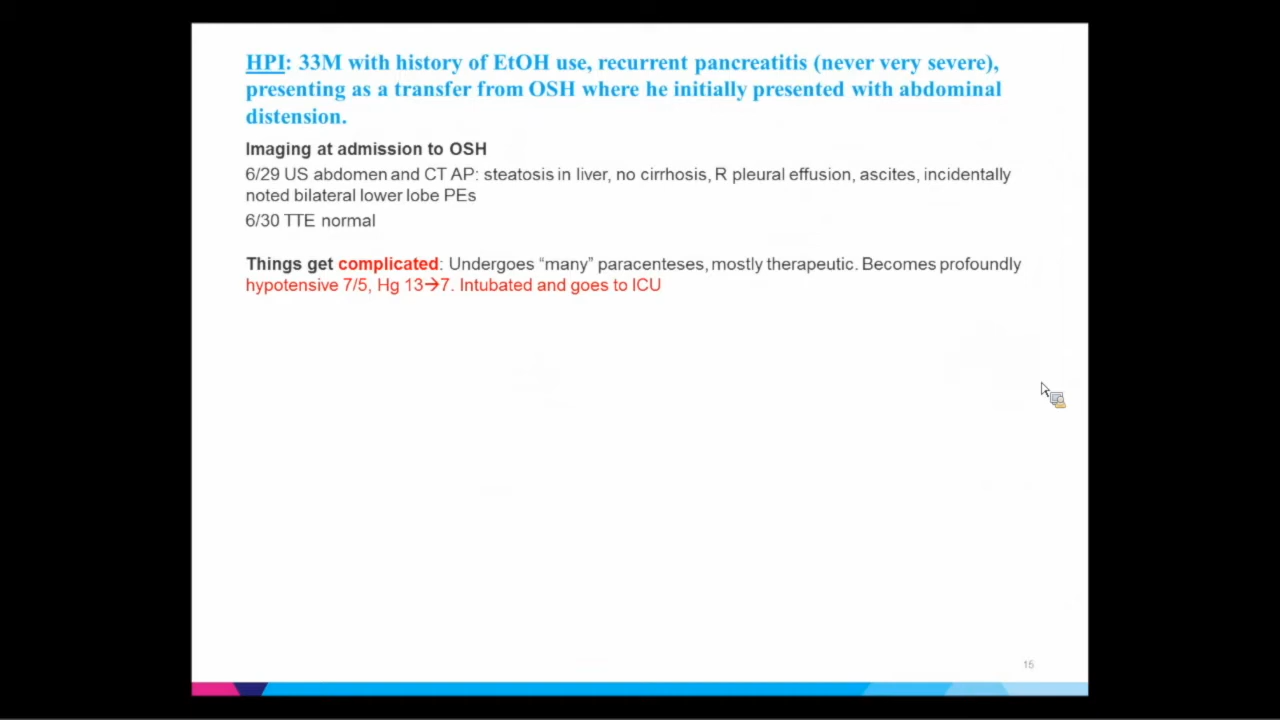 HPI: 33M with history of EtOH use, recurrent pancreatitis (never very severe),
presenting as a transfer from OSH where he initially presented with abdominal
distension.
Imaging at admission to OSH
6/29 US abdomen and CT AP: steatosis in liver, no cirrhosis, R pleural effusion, ascites, incidentally
noted bilateral lower lobe PEs
6/30 TTE normal
Things get complicated: Undergoes “many” paracenteses, mostly therapeutic. Becomes profoundly
hypotensive 7/5, Hg 13→7. Intubated and goes to ICU
15